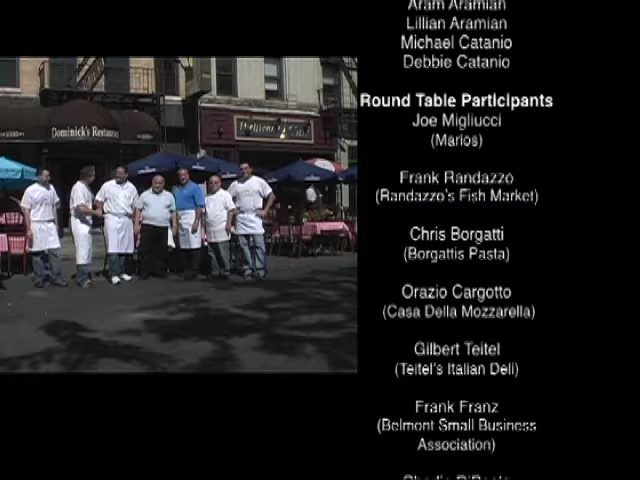 Dominick's Restaurant
Aram Aramian
Lillian Aramian
Michael Catanio
Debbie Catanio
Round Table Participants
Joe Migliucci
(Marios)
Frank Randazzo
(Randazzo's Fish Market)
Chris Borgatti
(Borgattis Pasta)
Orazio Cargotto
(Casa Della Mozzarella)
Gilbert Teitel
(Teitel's Italian Deli)
Frank Franz
(Belmont Small Business
Association)